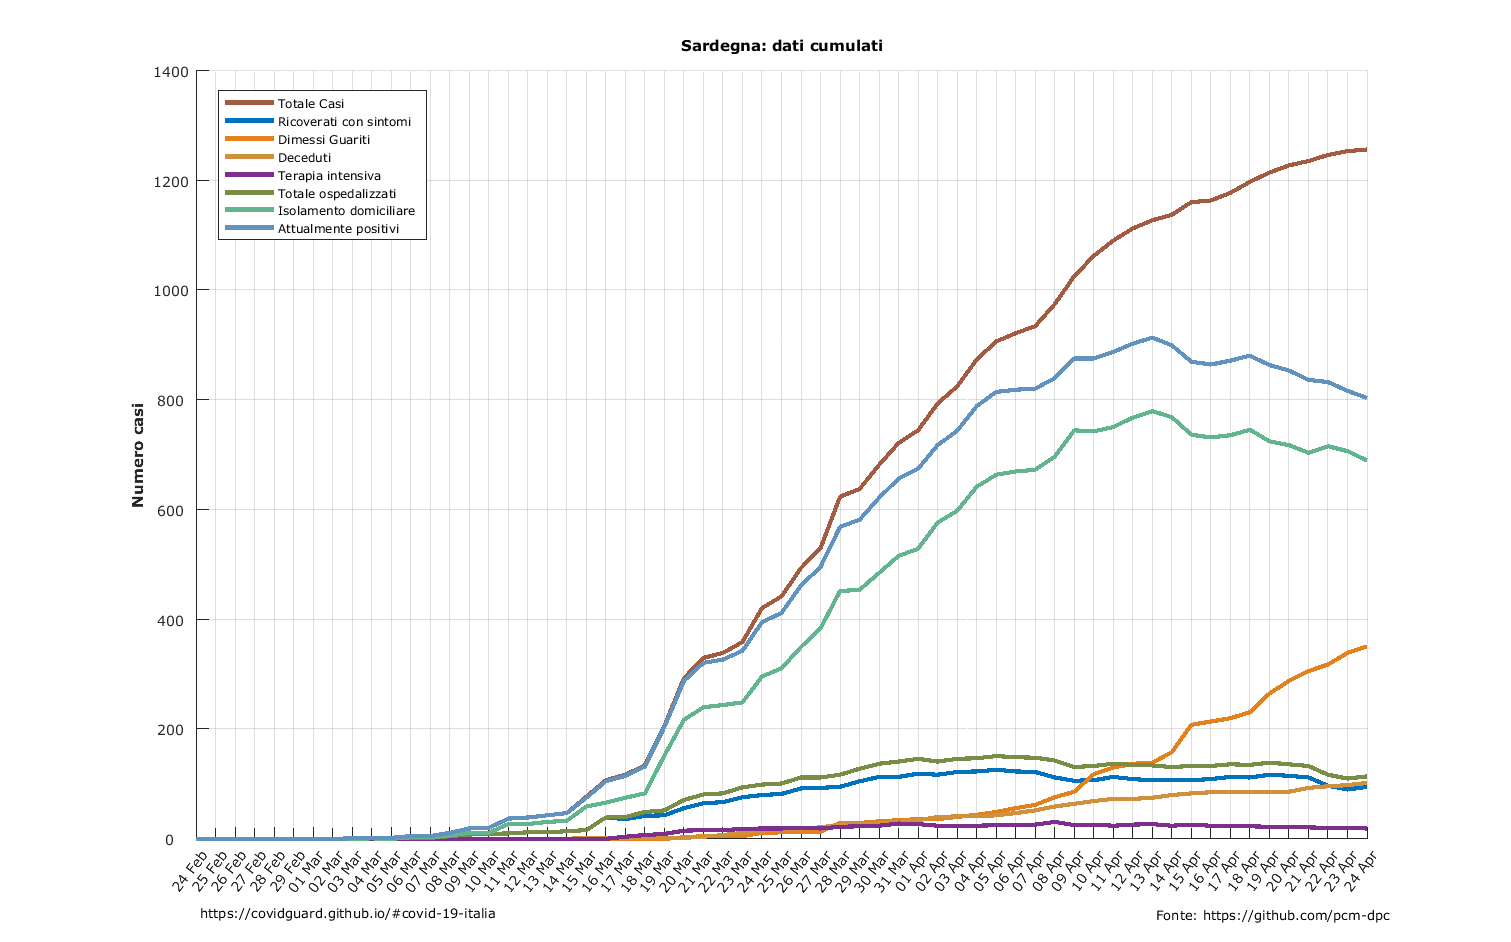 Sardegna: dati cumulati
1400
1200
1000
800
600
400
200
0
Numero casi
Totale Casi
Ricoverati con sintomi
Dimessi Guariti
Deceduti
Terapia intensiva
Totale ospedalizzati
Isolamento domiciliare
Attualmente positivi
24 Feb
25 Feb
26 Feb
27 Feb
28 Feb
29 Feb
01 Mar
02 Mar
03 Mar
04 Mar
05 Mar
06 Mar
07 Mar
08 Mar
09 Mar
10 Mar
11 Mar
12 Mar
13 Mar
14 Mar
15 Mar
16 Mar
17 Mar
18 Mar
19 Mar
20 Mar
21 Mar
22 Mar
23 Mar
24 Mar
25 Mar
26 Mar
27 Mar
28 Mar
29 Mar
30 Mar
31 Mar
01 Apr
02 Apr
03 Apr
04 Apr
05 Apr
06 Apr
07 Apr
08 Apr
09 Apr
10 Apr
11 Apr
12 Apr
13 Apr
14 Apr
15 Apr
16 Apr
17 Apr
18 Apr
19 Apr
20 Apr
21 Apr
22 Apr
23 Apr
24 Apr
https://covidguard.github.io/#covid-19-italia
Fonte: https://github.com/pcm-dpc